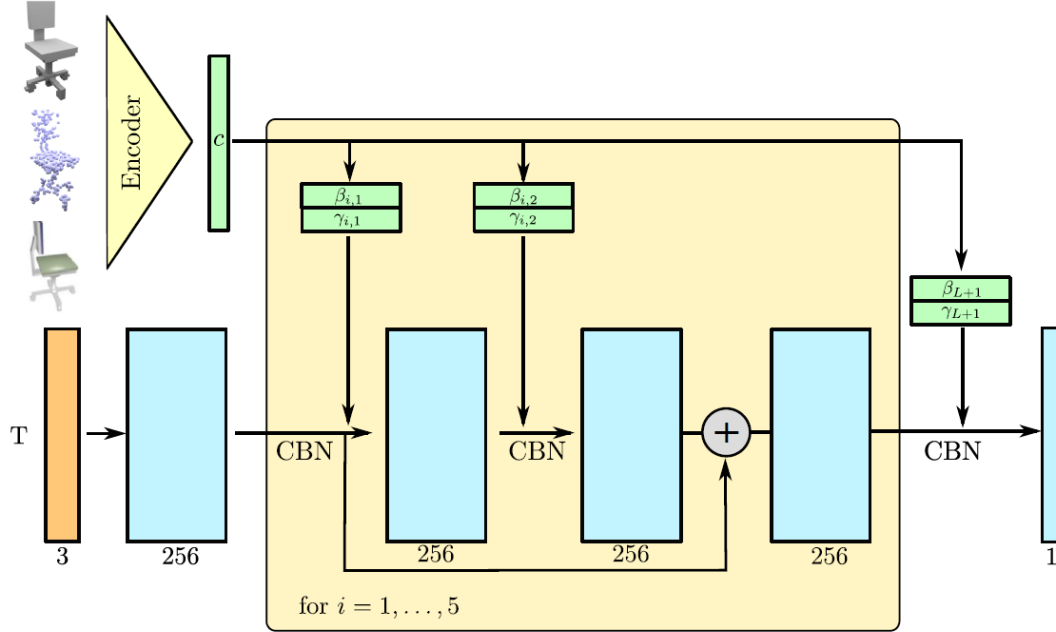 Encoder
c
β_{i,1}
γ_{i,1}
β_{i,2}
γ_{i,2}
β_{L+1}
γ_{L+1}
T
+
CBN
CBN
CBN
3
256
256
256
256
1
for i = 1, . . . , 5